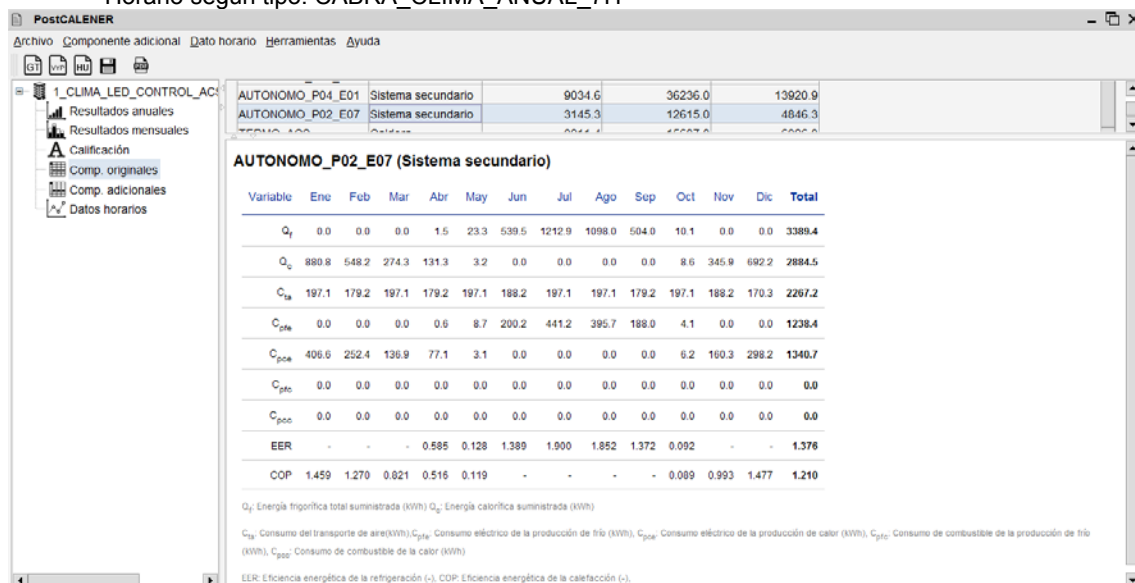 Horario según tipo: CABRA_CLIMA_ANUAL_7H
PostCALENER
Archivo Componente adicional Dato horario Herramientas Ayuda
GT VYP HU PDF
1_CLIMA_LED_CONTROL_ACS
Resultados anuales
Resultados mensuales
Calificación
Comp. originales
Comp. adicionales
Datos horarios
AUTONOMO_P04_E01 Sistema secundario 9034.6 36236.0 13920.9
AUTONOMO_P02_E07 Sistema secundario 3145.3 12615.0 4846.3
AUTONOMO_P02_E07 (Sistema secundario)
Variable Ene Feb Mar Abr May Jun Jul Ago Sep Oct Nov Dic Total
Qf 0.0 0.0 0.0 1.5 23.3 539.5 1212.9 1098.0 504.0 10.1 0.0 0.0 3389.4
Qc 880.8 548.2 274.3 131.3 3.2 0.0 0.0 0.0 0.0 8.6 345.9 692.2 2884.5
Cta 197.1 179.2 197.1 179.2 197.1 188.2 197.1 197.1 179.2 197.1 188.2 170.3 2267.2
Cpfe 0.0 0.0 0.0 0.6 8.7 200.2 441.2 395.7 188.0 4.1 0.0 0.0 1238.4
Cpce 406.6 252.4 136.9 77.1 3.1 0.0 0.0 0.0 0.0 6.2 160.3 298.2 1340.7
Cpfc 0.0 0.0 0.0 0.0 0.0 0.0 0.0 0.0 0.0 0.0 0.0 0.0 0.0
Cpcc 0.0 0.0 0.0 0.0 0.0 0.0 0.0 0.0 0.0 0.0 0.0 0.0 0.0
EER - - - 0.585 0.128 1.389 1.900 1.852 1.372 0.092 - - 1.376
COP 1.459 1.270 0.821 0.516 0.119 - - - - 0.089 0.993 1.477 1.210
Qf: Energía frigorífica total suministrada (kWh) Qc: Energía calorífica suministrada (kWh)
Cta: Consumo del transporte de aire(kWh),Cpfe: Consumo eléctrico de la producción de frío (kWh), Cpce: Consumo eléctrico de la producción de calor(kWh), Cpfc: Consumo de combustible de la producción de frío
(kWh), Cpcc: Consumo de combustible de la calor (kWh)
EER: Eficiencia energética de la refrigeración (-), COP: Eficiencia energética de la calefacción (-),